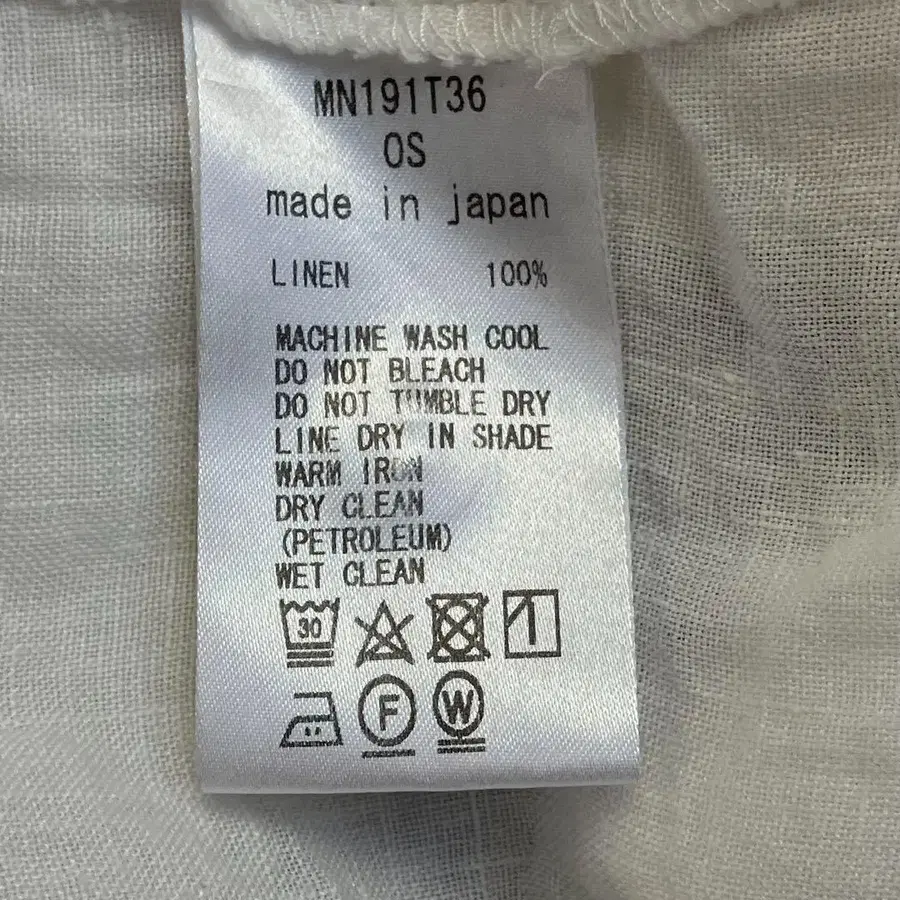 MN191T36
OS
made in japan
LINEN 100%
MACHINE WASH COOL
DO NOT BLEACH
DO NOT TUMBLE DRY
LINE DRY IN SHADE
WARM IRON
DRY CLEAN
(PETROLEUM)
WET CLEAN
30
F W